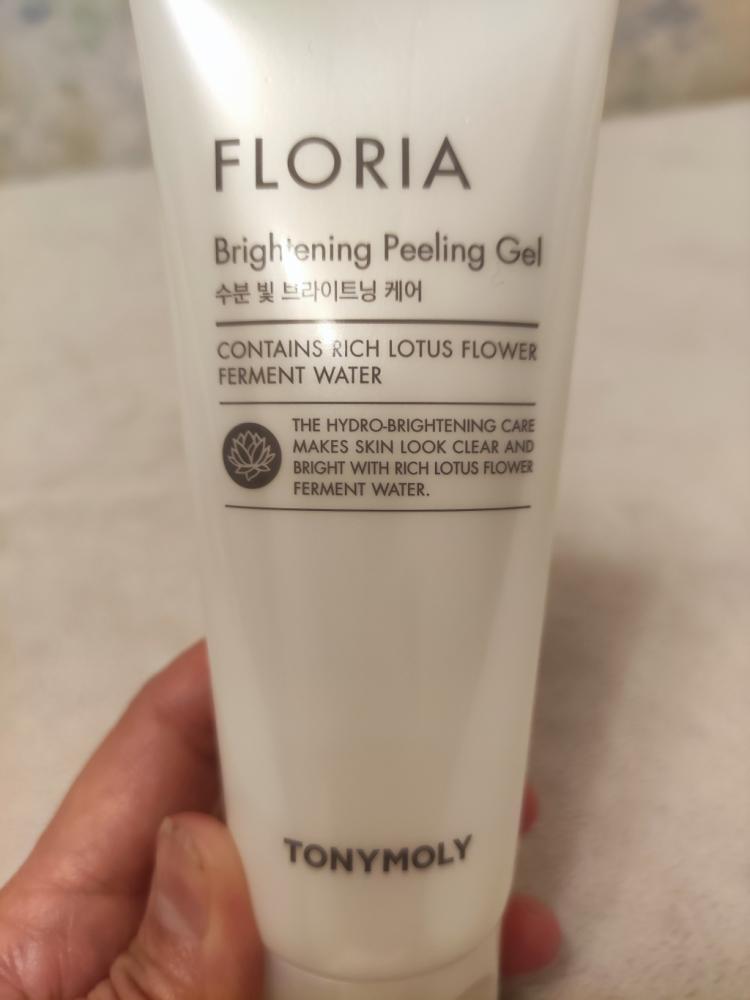 FLORIA
Brightening Peeling Gel
수분 빛 브라이트닝 케어
CONTAINS RICH LOTUS FLOWER
FERMENT WATER
THE HYDRO-BRIGHTENING CARE
MAKES SKIN LOOK CLEAR AND
BRIGHT WITH RICH LOTUS FLOWER
FERMENT WATER.
TONYMOLY